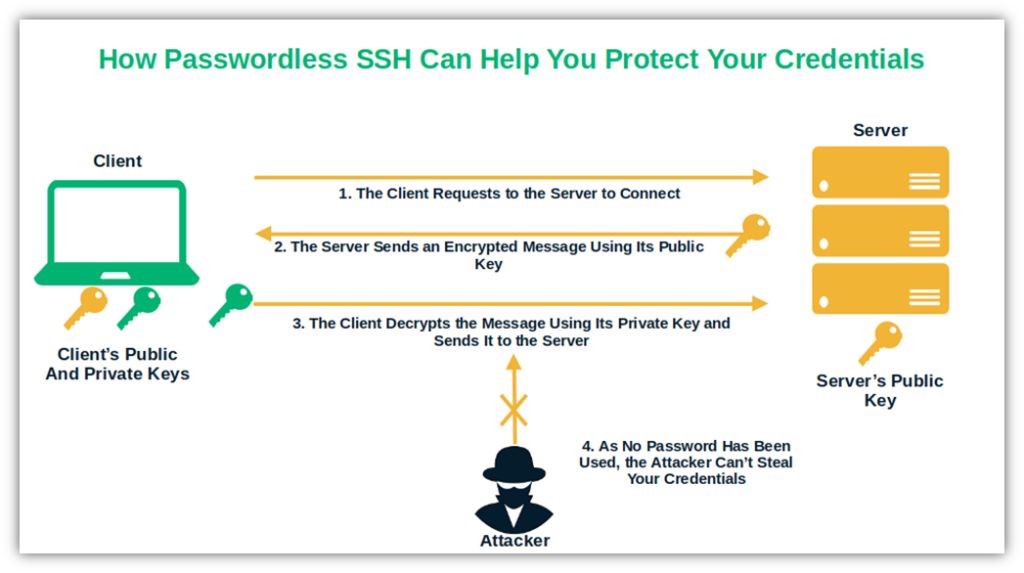 How Passwordless SSH Can Help You Protect Your Credentials
Server
Client
1. The Client Requests to the Server to Connect
2. The Server Sends an Encrypted Message Using Its Public
Key
3. The Client Decrypts the Message Using Its Private Key and
Sends It to the Server
Client's Public
And Private Keys
Server's Public
Key
4. As No Password Has Been
Used, the Attacker Can't Steal
Your Credentials
Attacker